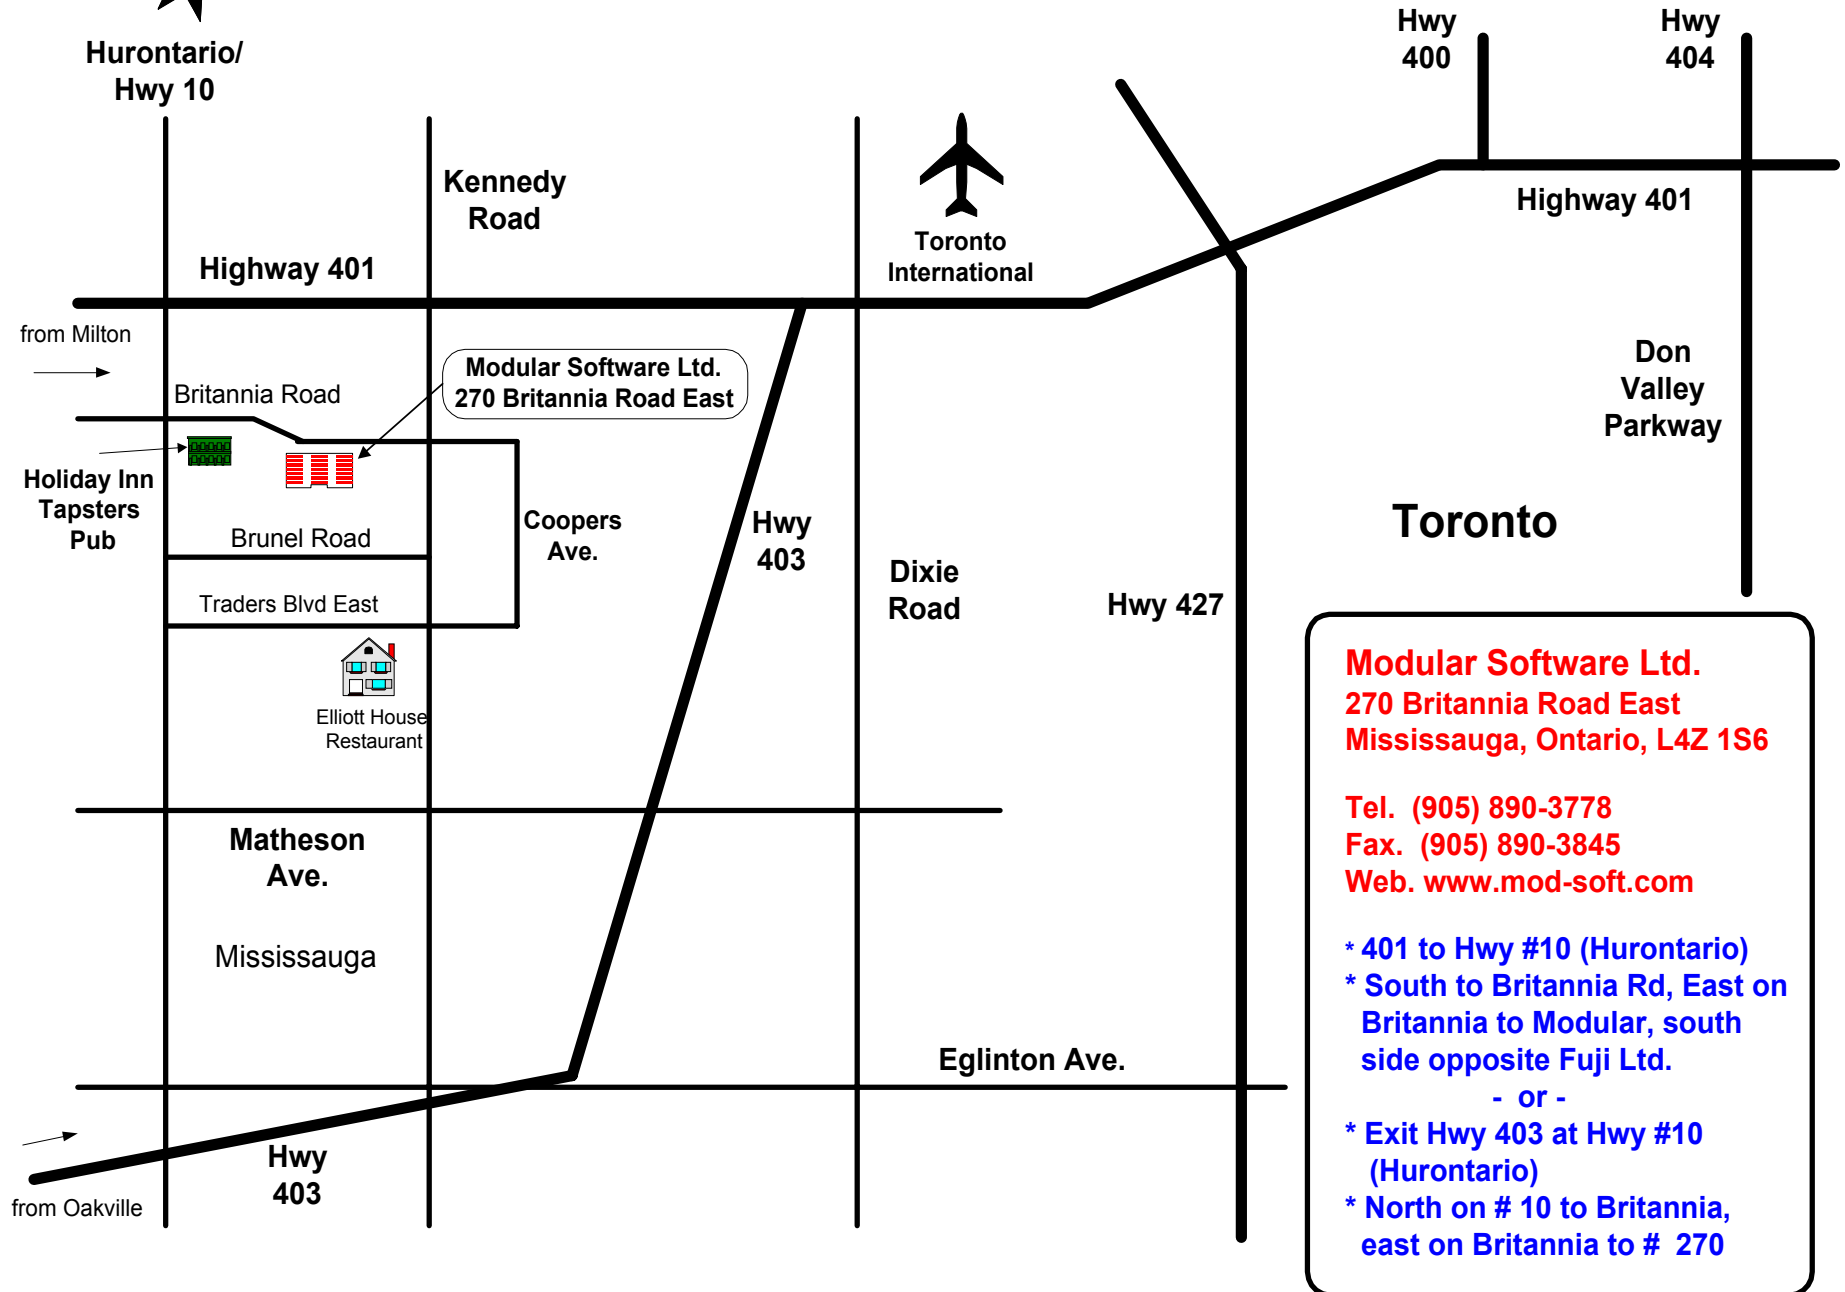 Hurontario/
Hwy 10
Hwy
400
Hwy
404
Kennedy
Road
Toronto
International
Highway 401
Highway 401
from Milton
Britannia Road
Modular Software Ltd.
270 Britannia Road East
Don
Valley
Parkway
Holiday Inn
Tapsters
Pub
Brunel Road
Coopers
Ave.
Hwy
403
Toronto
Dixie
Road
Hwy 427
Traders Blvd East
Elliott House
Restaurant
Matheson
Ave.
Mississauga
Eglinton Ave.
Hwy
403
from Oakville
Modular Software Ltd.
270 Britannia Road East
Mississauga, Ontario, L4Z 1S6
Tel. (905) 890-3778
Fax. (905) 890-3845
Web. www.mod-soft.com
* 401 to Hwy #10 (Hurontario)
* South to Britannia Rd, East on
Britannia to Modular, south
side opposite Fuji Ltd.
- or -
* Exit Hwy 403 at Hwy #10
(Hurontario)
* North on # 10 to Britannia,
east on Britannia to # 270